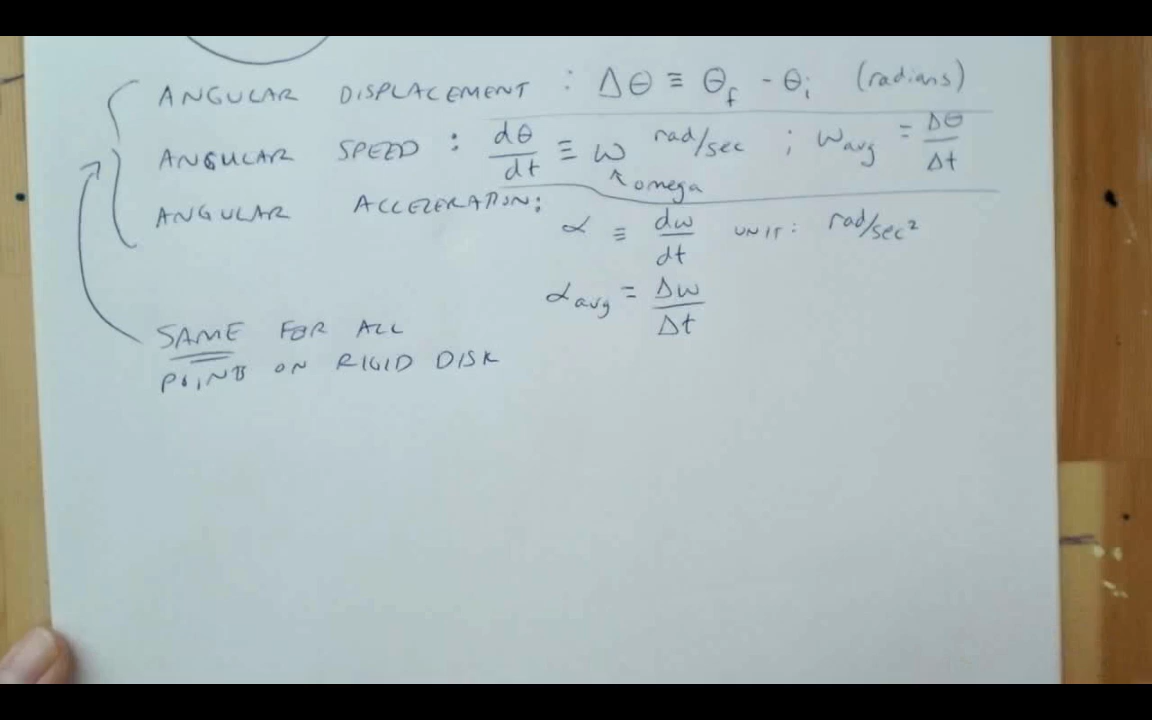 ANGULAR DISPLACEMENT : Δθ ≡ θf - θi (radians)
ANGULAR SPEED : dθ/dt ≡ ω rad/sec ; ωavg = Δθ/Δt
omega
ANGULAR ACCELERATION: α ≡ dω/dt UNIT: rad/sec²
αavg = Δω/Δt
SAME FOR ALL
POINTS ON RIGID DISK